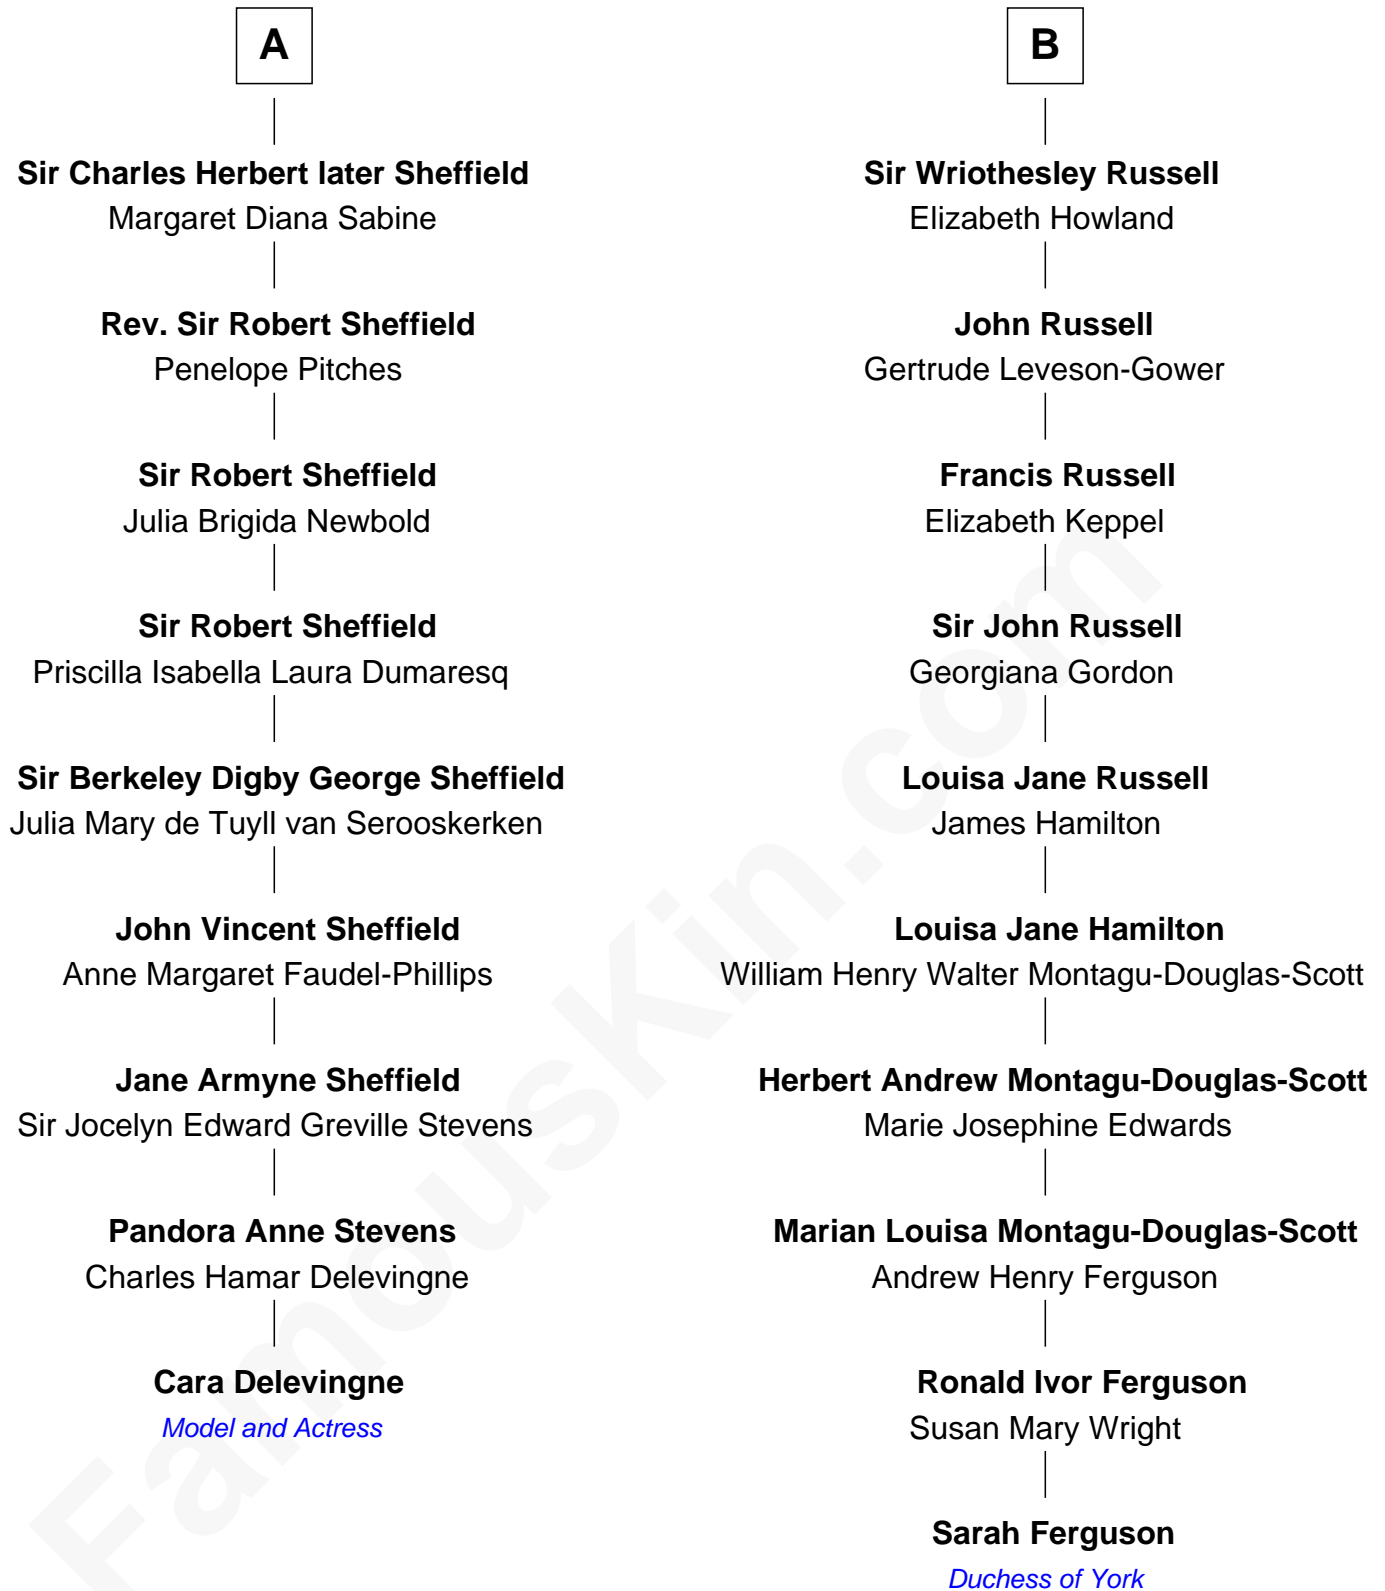 A
Sir Charles Herbert later Sheffield
Margaret Diana Sabine
Rev. Sir Robert Sheffield
Penelope Pitches
Sir Robert Sheffield
Julia Brigida Newbold
Sir Robert Sheffield
Priscilla Isabella Laura Dumaresq
Sir Berkeley Digby George Sheffield
Julia Mary de Tuyll van Serooskerken
John Vincent Sheffield
Anne Margaret Faudel-Phillips
Jane Armyne Sheffield
Sir Jocelyn Edward Greville Stevens
Pandora Anne Stevens
Charles Hamar Delevingne
Cara Delevingne
Model and Actress
B
Sir Wriothesley Russell
Elizabeth Howland
John Russell
Gertrude Leveson-Gower
Francis Russell
Elizabeth Keppel
Sir John Russell
Georgiana Gordon
Louisa Jane Russell
James Hamilton
Louisa Jane Hamilton
William Henry Walter Montagu-Douglas-Scott
Herbert Andrew Montagu-Douglas-Scott
Marie Josephine Edwards
Marian Louisa Montagu-Douglas-Scott
Andrew Henry Ferguson
Ronald Ivor Ferguson
Susan Mary Wright
Sarah Ferguson
Duchess of York
FamousKin.com